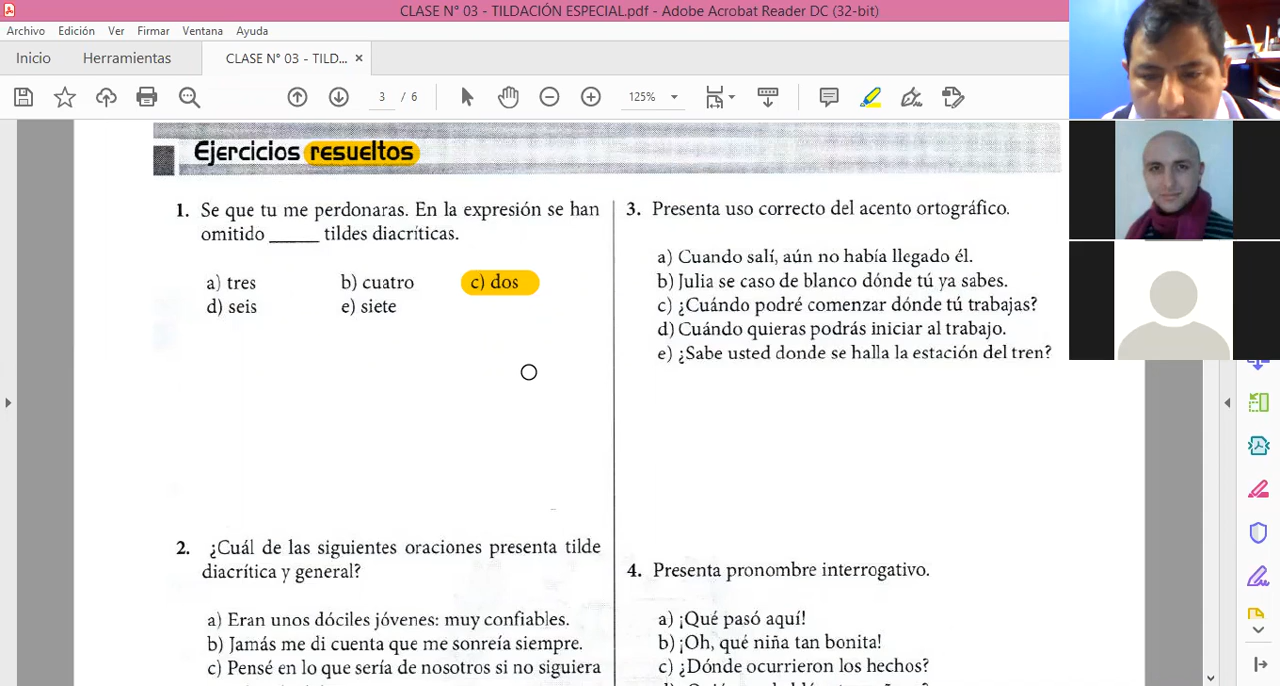 CLASE N° 03 - TILDACIÓN ESPECIAL.pdf - Adobe Acrobat Reader DC (32-bit)
Archivo Edición Ver Firmar Ventana Ayuda
Inicio Herramientas CLASE N° 03 - TILD... ×
3 / 6 125%
Ejercicios resueltos
1. Se que tu me perdonaras. En la expresión se han
omitido _____ tildes diacríticas.
a) tres b) cuatro c) dos
d) seis e) siete
2. ¿Cuál de las siguientes oraciones presenta tilde
diacrítica y general?
a) Eran unos dóciles jóvenes: muy confiables.
b) Jamás me di cuenta que me sonreía siempre.
c) Pensé en lo que sería de nosotros si no siguiera
3. Presenta uso correcto del acento ortográfico.
a) Cuando salí, aún no había llegado él.
b) Julia se caso de blanco dónde tú ya sabes.
c) ¿Cuándo podré comenzar dónde tú trabajas?
d) Cuándo quieras podrás iniciar al trabajo.
e) ¿Sabe usted donde se halla la estación del tren?
4. Presenta pronombre interrogativo.
a) ¡Qué pasó aquí!
b) ¡Oh, qué niña tan bonita!
c) ¿Dónde ocurrieron los hechos?